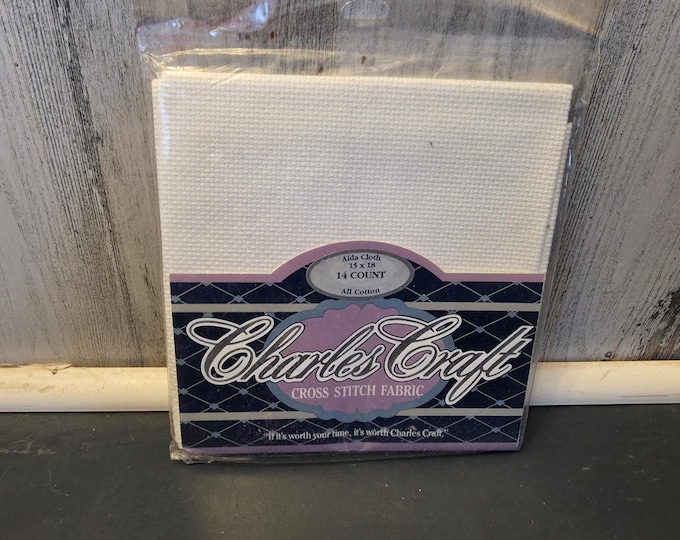 Aida Cloth
15 x 18
14 COUNT
All Cotton
Charles Craft
CROSS STITCH FABRIC
"If it's worth your time, it's worth Charles Craft."